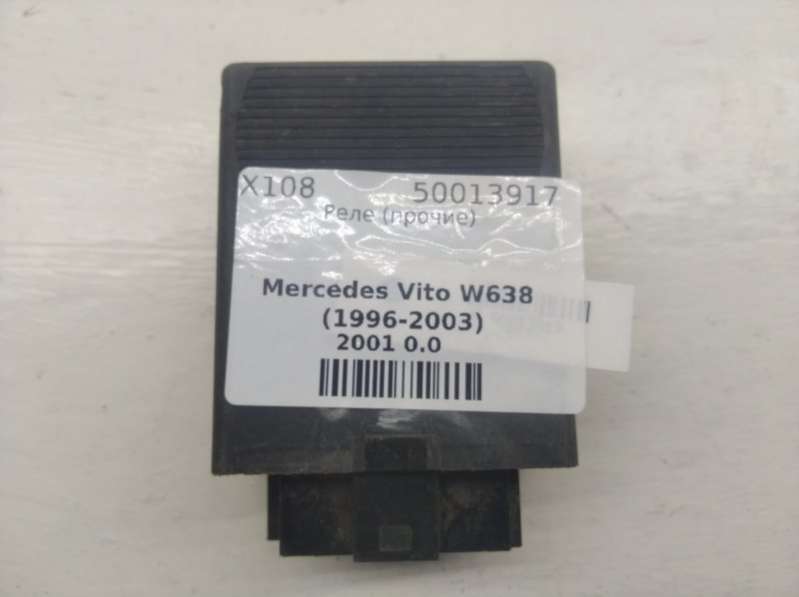 X108 50013917
Реле (прочие)
Mercedes Vito W638
(1996-2003)
2001 0.0